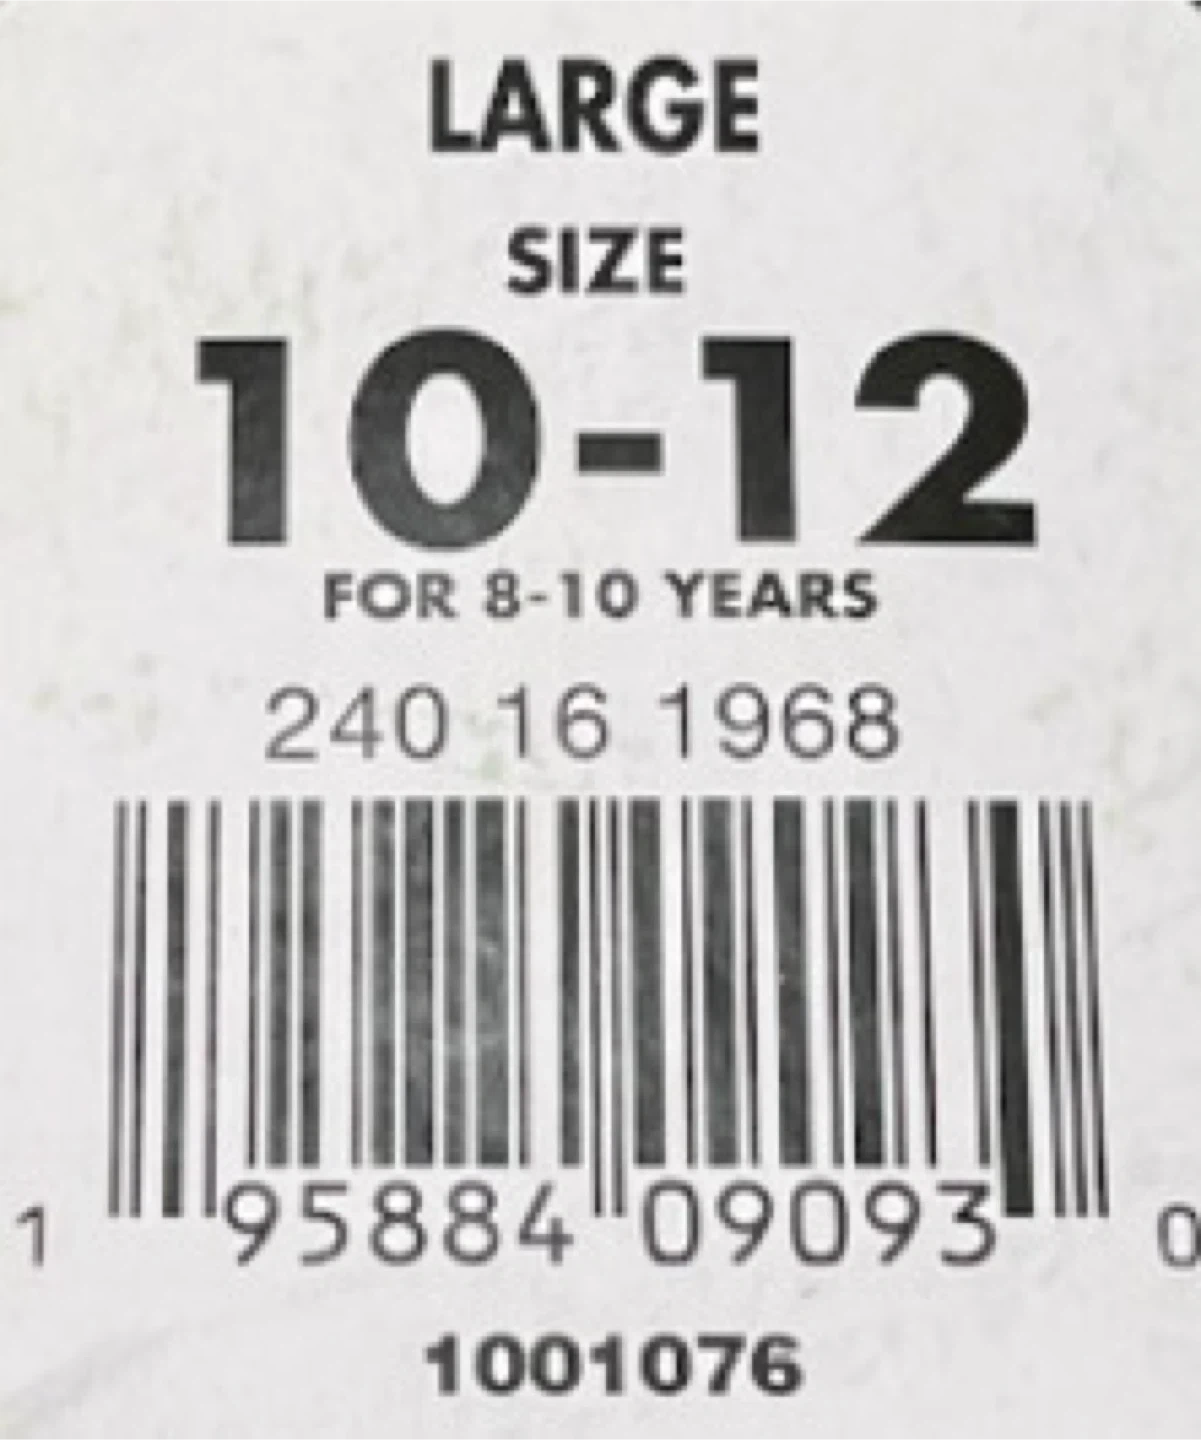 LARGE
SIZE
10-12
FOR 8-10 YEARS
240 16 1968
1 95884 09093 0
1001076